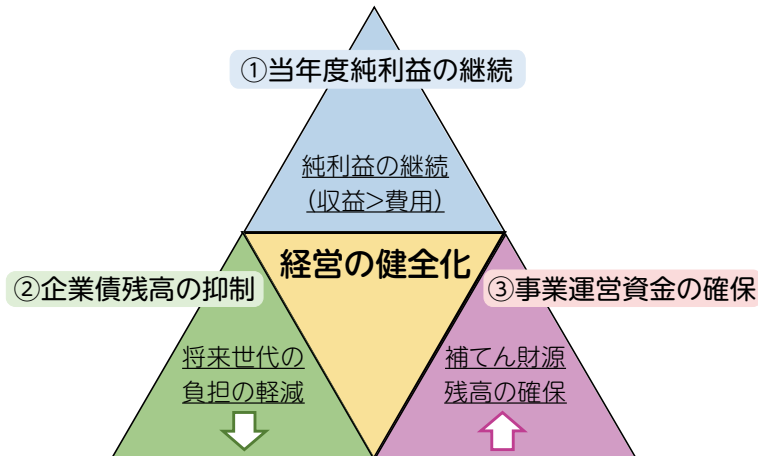 ①当年度純利益の継続
純利益の継続
(収益>費用)
経営の健全化
②企業債残高の抑制
③事業運営資金の確保
将来世代の
負担の軽減
補てん財源
残高の確保